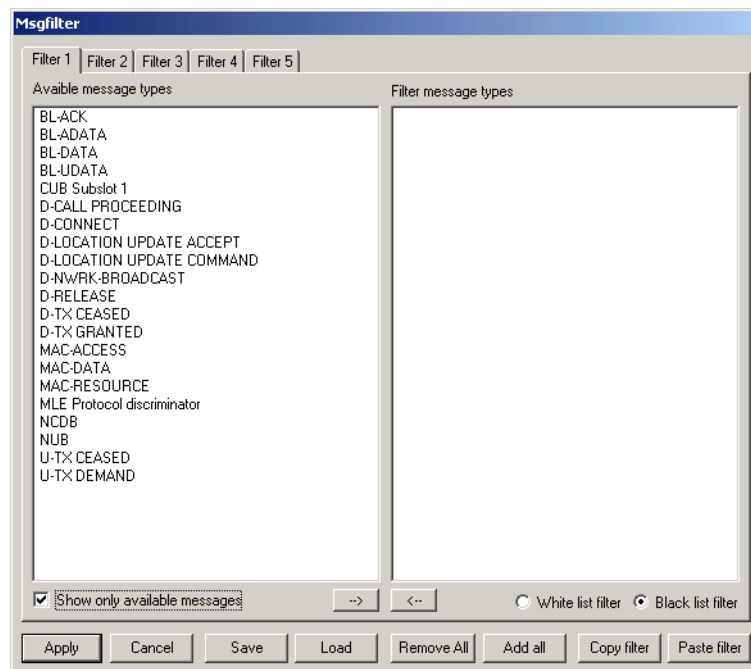 Msgfilter
Filter 1 Filter 2 Filter 3 Filter 4 Filter 5
Avaible message types Filter message types
BL-ACK
BL-ADATA
BL-DATA
BL-UDATA
CUB Subslot 1
D-CALL PROCEEDING
D-CONNECT
D-LOCATION UPDATE ACCEPT
D-LOCATION UPDATE COMMAND
D-NWRK-BROADCAST
D-RELEASE
D-TX CEASED
D-TX GRANTED
MAC-ACCESS
MAC-DATA
MAC-RESOURCE
MLE Protocol discriminator
NCDB
NUB
U-TX CEASED
U-TX DEMAND
Show only available messages --> <-- White list filter Black list filter
Apply Cancel Save Load Remove All Add all Copy filter Paste filter